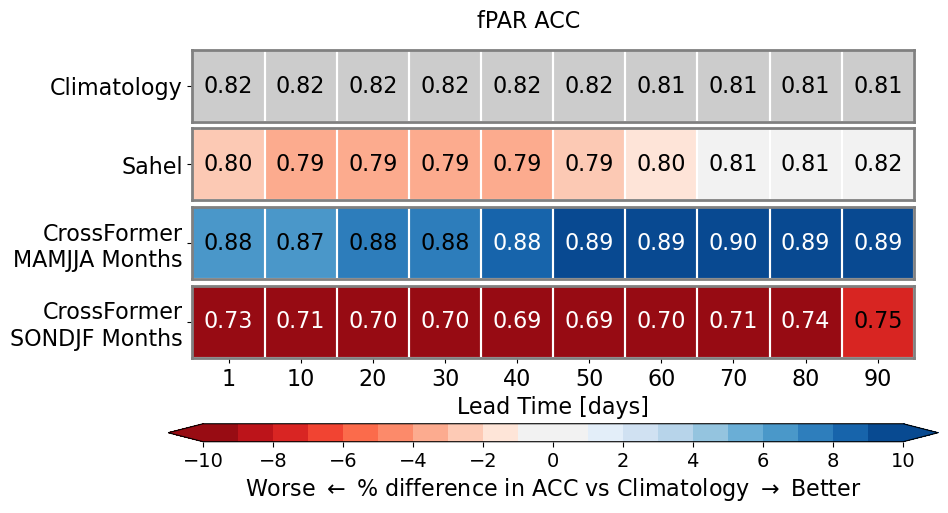 fPAR ACC
Climatology 0.82 0.82 0.82 0.82 0.82 0.82 0.81 0.81 0.81 0.81
Sahel 0.80 0.79 0.79 0.79 0.79 0.79 0.80 0.81 0.81 0.82
CrossFormer
MAMJJA Months 0.88 0.87 0.88 0.88 0.88 0.89 0.89 0.90 0.89 0.89
CrossFormer
SONDJF Months 0.73 0.71 0.70 0.70 0.69 0.69 0.70 0.71 0.74 0.75
1 10 20 30 40 50 60 70 80 90
Lead Time [days]
−10 −8 −6 −4 −2 0 2 4 6 8 10
Worse ← % difference in ACC vs Climatology → Better